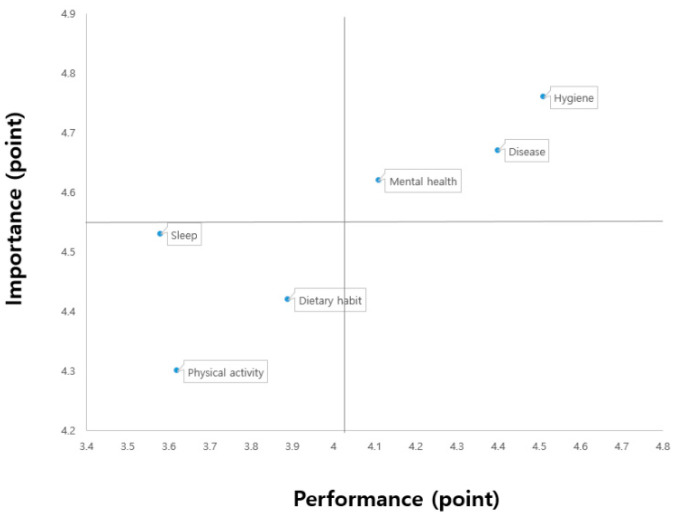 4.9
4.8
4.7
4.6
4.5
4.4
4.3
4.2
Importance (point)
Hygiene
Disease
Mental health
Sleep
Dietary habit
Physical activity
3.4 3.5 3.6 3.7 3.8 3.9 4 4.1 4.2 4.3 4.4 4.5 4.6 4.7 4.8
Performance (point)